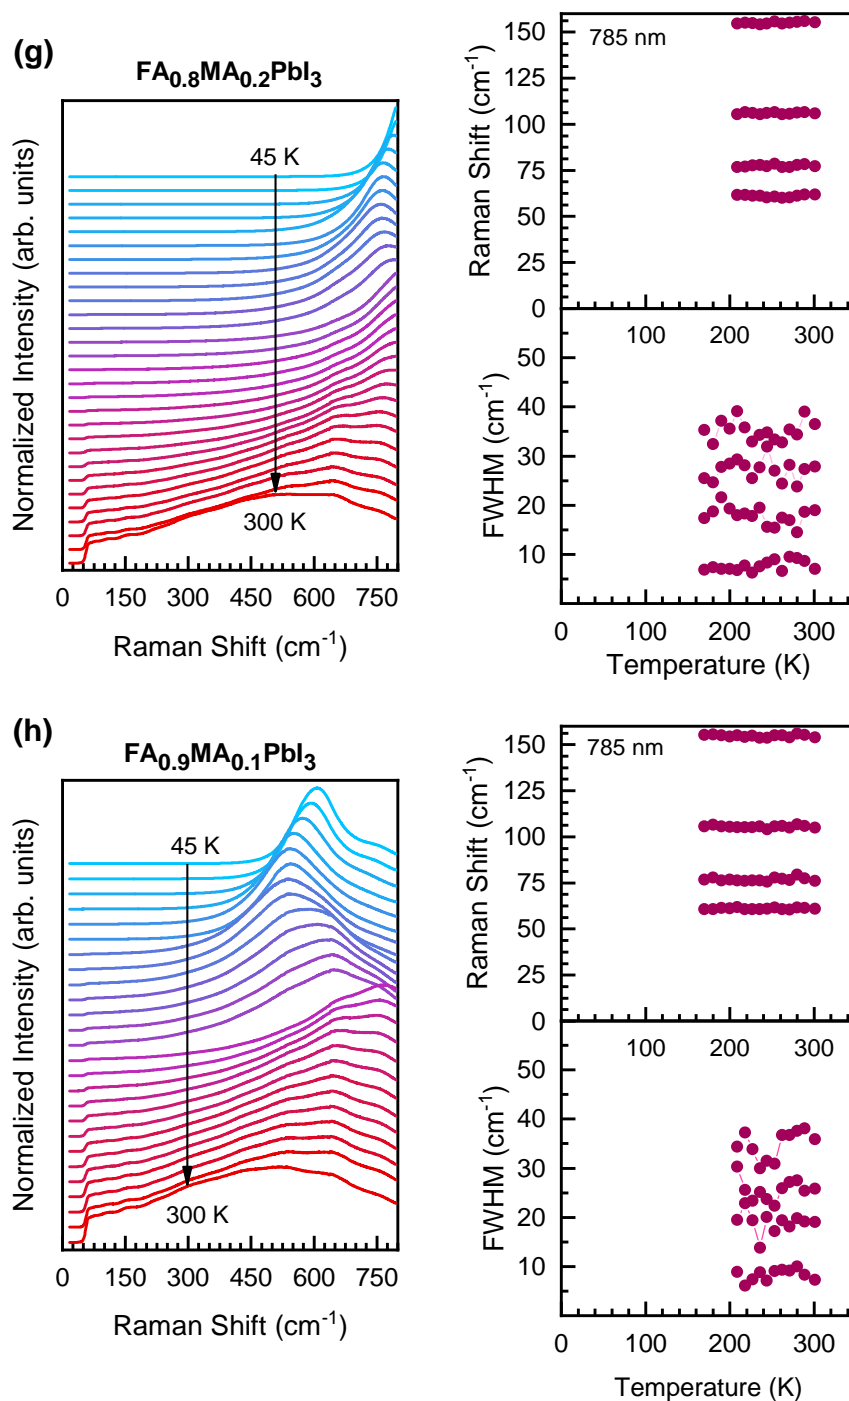 (g)
FA0.8MA0.2PbI3
Normalized Intensity (arb. units)
45 K
300 K
0 150 300 450 600 750
Raman Shift (cm-1)
785 nm
Raman Shift (cm-1)
150
125
100
75
50
25
0
100 200 300
FWHM (cm-1)
50
40
30
20
10
0 100 200 300
Temperature (K)
(h)
FA0.9MA0.1PbI3
Normalized Intensity (arb. units)
45 K
300 K
0 150 300 450 600 750
Raman Shift (cm-1)
785 nm
Raman Shift (cm-1)
150
125
100
75
50
25
0
100 200 300
FWHM (cm-1)
50
40
30
20
10
0 100 200 300
Temperature (K)